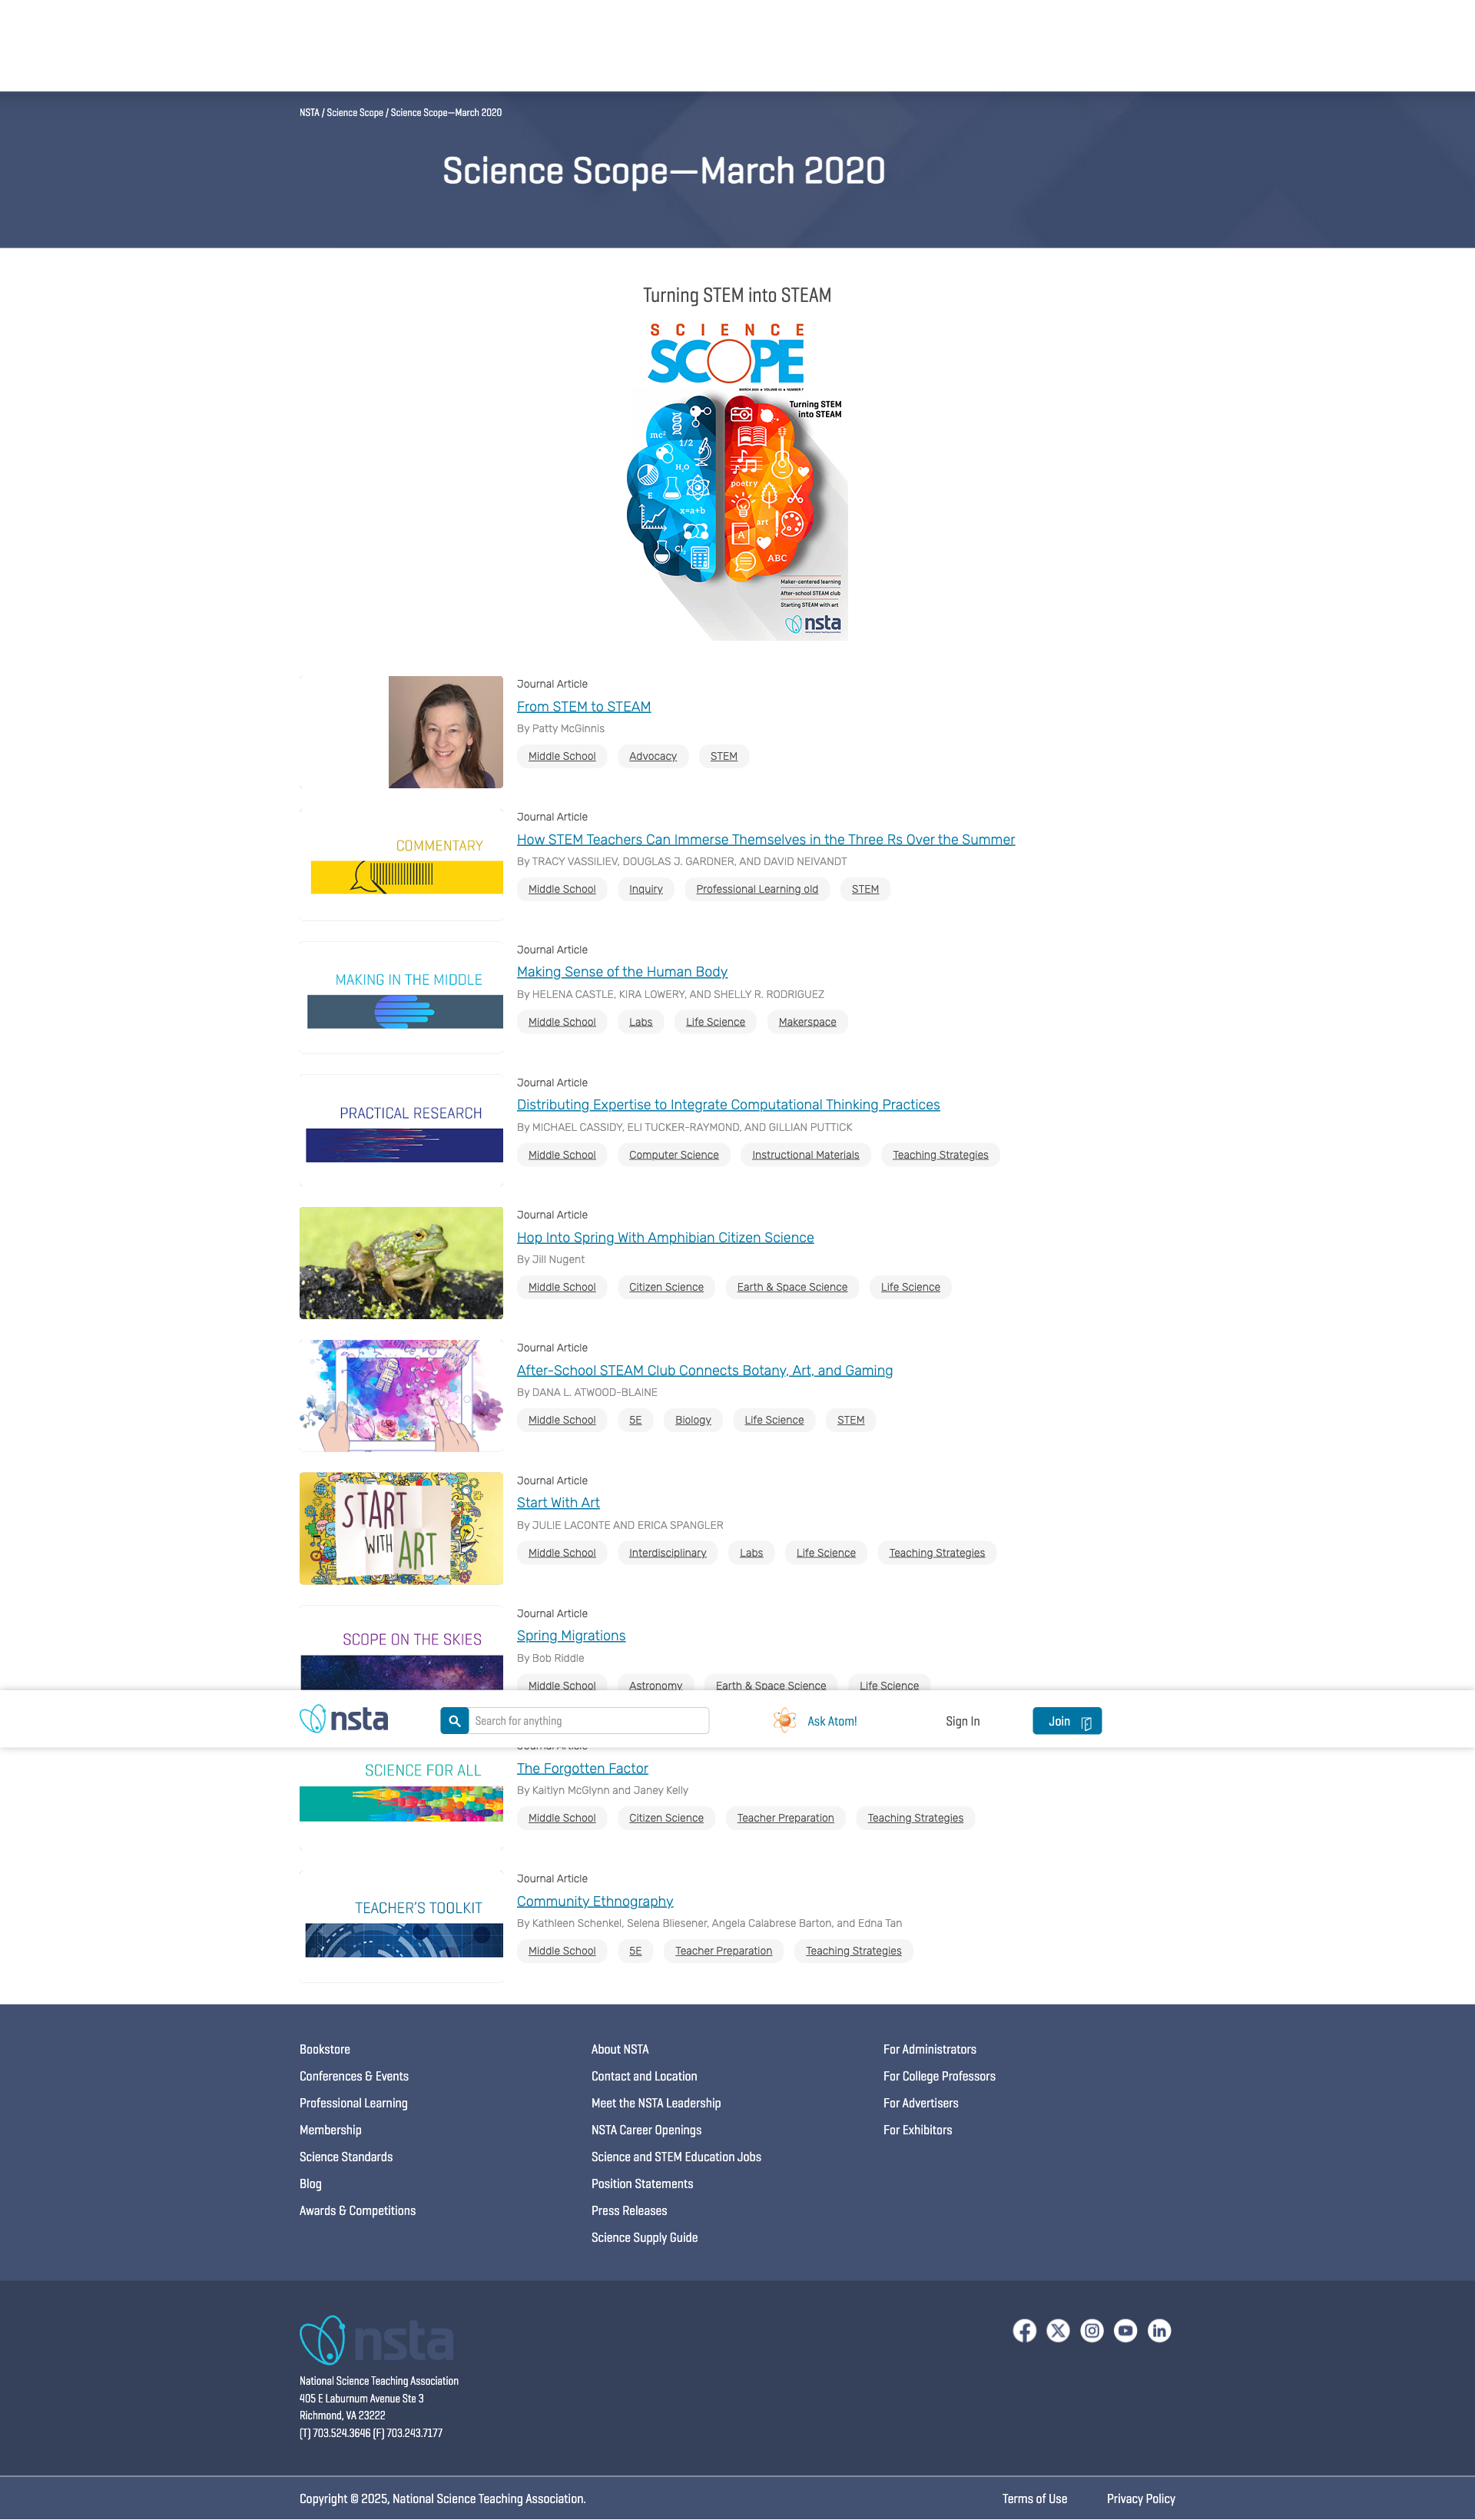 NSTA / Science Scope / Science Scope—March 2020
Science Scope—March 2020
Turning STEM into STEAM
SCIENCE
SCOPE
MARCH 2020 • VOLUME 43 • NUMBER 7
Turning STEM
into STEAM
mc²
1/2
H₂O
E
x=a+b
Cl₂
poetry
art
A
ABC
Maker-centered learning
After-school STEAM club
Starting STEAM with art
nsta
Journal Article
From STEM to STEAM
By Patty McGinnis
Middle School Advocacy STEM
COMMENTARY
Journal Article
How STEM Teachers Can Immerse Themselves in the Three Rs Over the Summer
By TRACY VASSILIEV, DOUGLAS J. GARDNER, AND DAVID NEIVANDT
Middle School Inquiry Professional Learning old STEM
MAKING IN THE MIDDLE
Journal Article
Making Sense of the Human Body
By HELENA CASTLE, KIRA LOWERY, AND SHELLY R. RODRIGUEZ
Middle School Labs Life Science Makerspace
PRACTICAL RESEARCH
Journal Article
Distributing Expertise to Integrate Computational Thinking Practices
By MICHAEL CASSIDY, ELI TUCKER-RAYMOND, AND GILLIAN PUTTICK
Middle School Computer Science Instructional Materials Teaching Strategies
Journal Article
Hop Into Spring With Amphibian Citizen Science
By Jill Nugent
Middle School Citizen Science Earth & Space Science Life Science
Journal Article
After-School STEAM Club Connects Botany, Art, and Gaming
By DANA L. ATWOOD-BLAINE
Middle School 5E Biology Life Science STEM
START
WITH ART
Journal Article
Start With Art
By JULIE LACONTE AND ERICA SPANGLER
Middle School Interdisciplinary Labs Life Science Teaching Strategies
SCOPE ON THE SKIES
Journal Article
Spring Migrations
By Bob Riddle
Middle School Astronomy Earth & Space Science Life Science
nsta
Search for anything
Ask Atom!
Sign In
Join
SCIENCE FOR ALL
Journal Article
The Forgotten Factor
By Kaitlyn McGlynn and Janey Kelly
Middle School Citizen Science Teacher Preparation Teaching Strategies
TEACHER'S TOOLKIT
Journal Article
Community Ethnography
By Kathleen Schenkel, Selena Bliesener, Angela Calabrese Barton, and Edna Tan
Middle School 5E Teacher Preparation Teaching Strategies
Bookstore
Conferences & Events
Professional Learning
Membership
Science Standards
Blog
Awards & Competitions
About NSTA
Contact and Location
Meet the NSTA Leadership
NSTA Career Openings
Science and STEM Education Jobs
Position Statements
Press Releases
Science Supply Guide
For Administrators
For College Professors
For Advertisers
For Exhibitors
nsta
National Science Teaching Association
405 E Laburnum Avenue Ste 3
Richmond, VA 23222
(T) 703.524.3646 (F) 703.243.7177
Copyright © 2025, National Science Teaching Association.
Terms of Use
Privacy Policy